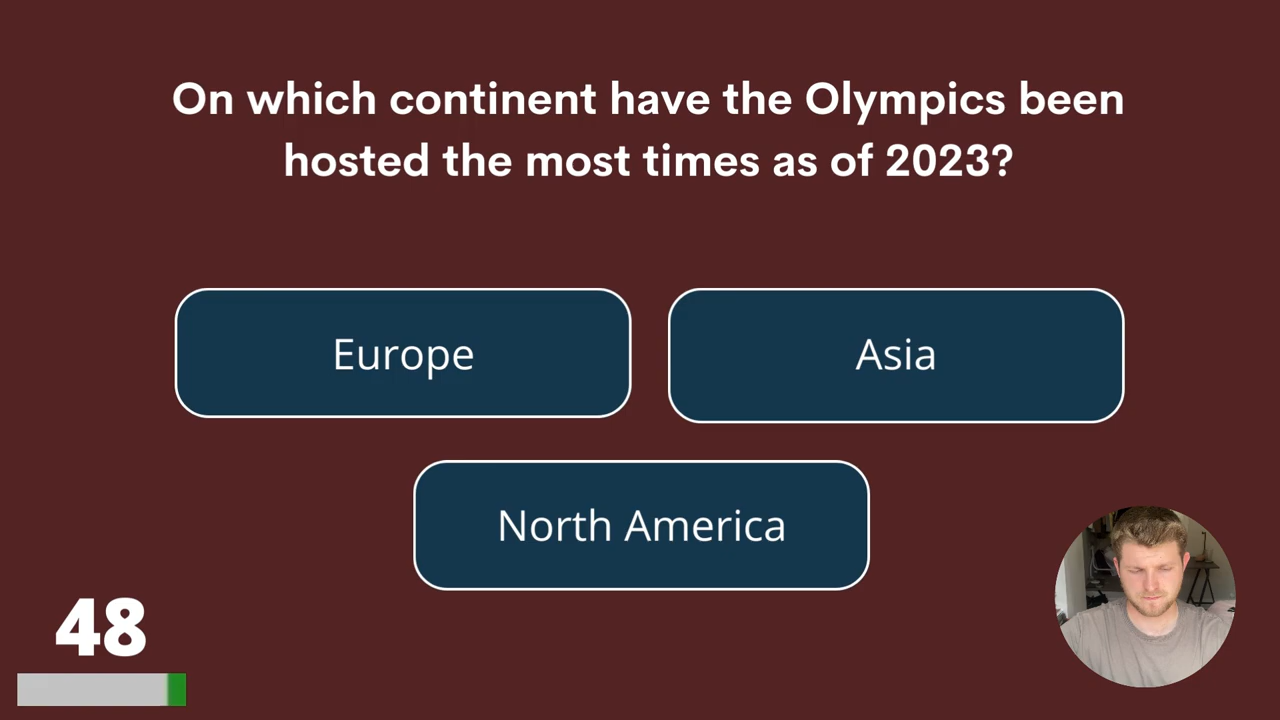 On which continent have the Olympics been
hosted the most times as of 2023?
Europe
Asia
North America
48